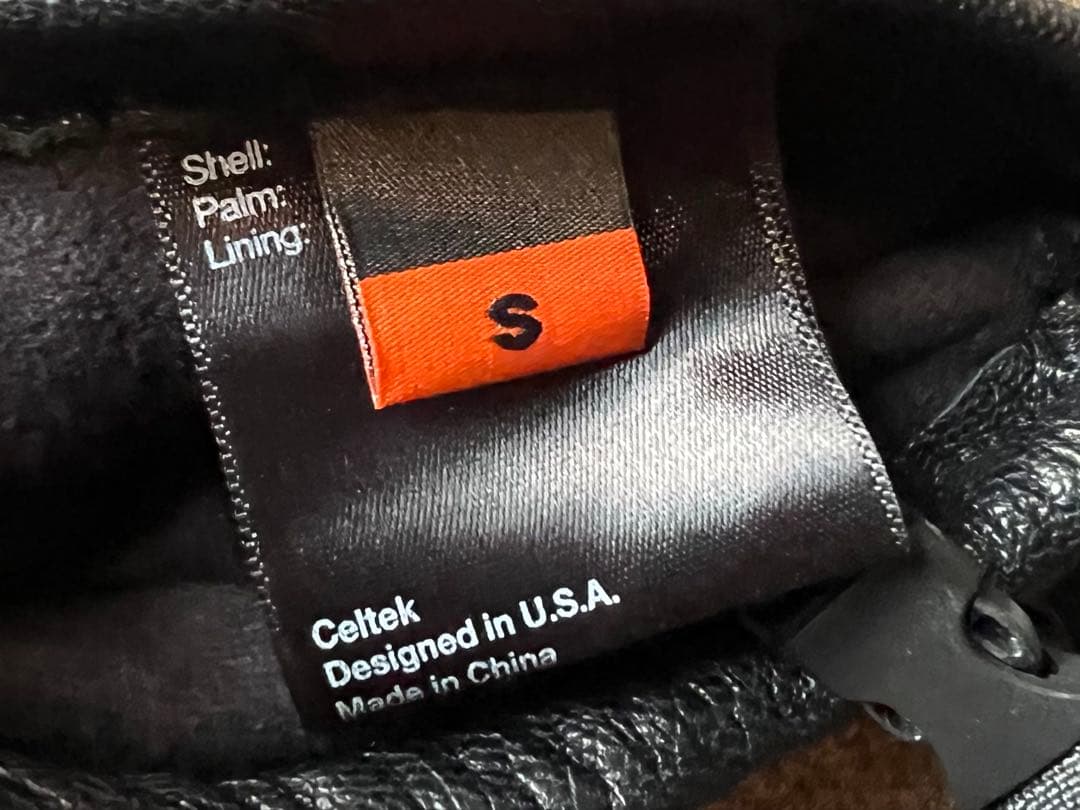 Shell:
Palm:
Lining:
S
Celtek
Designed in U.S.A.
Made in China